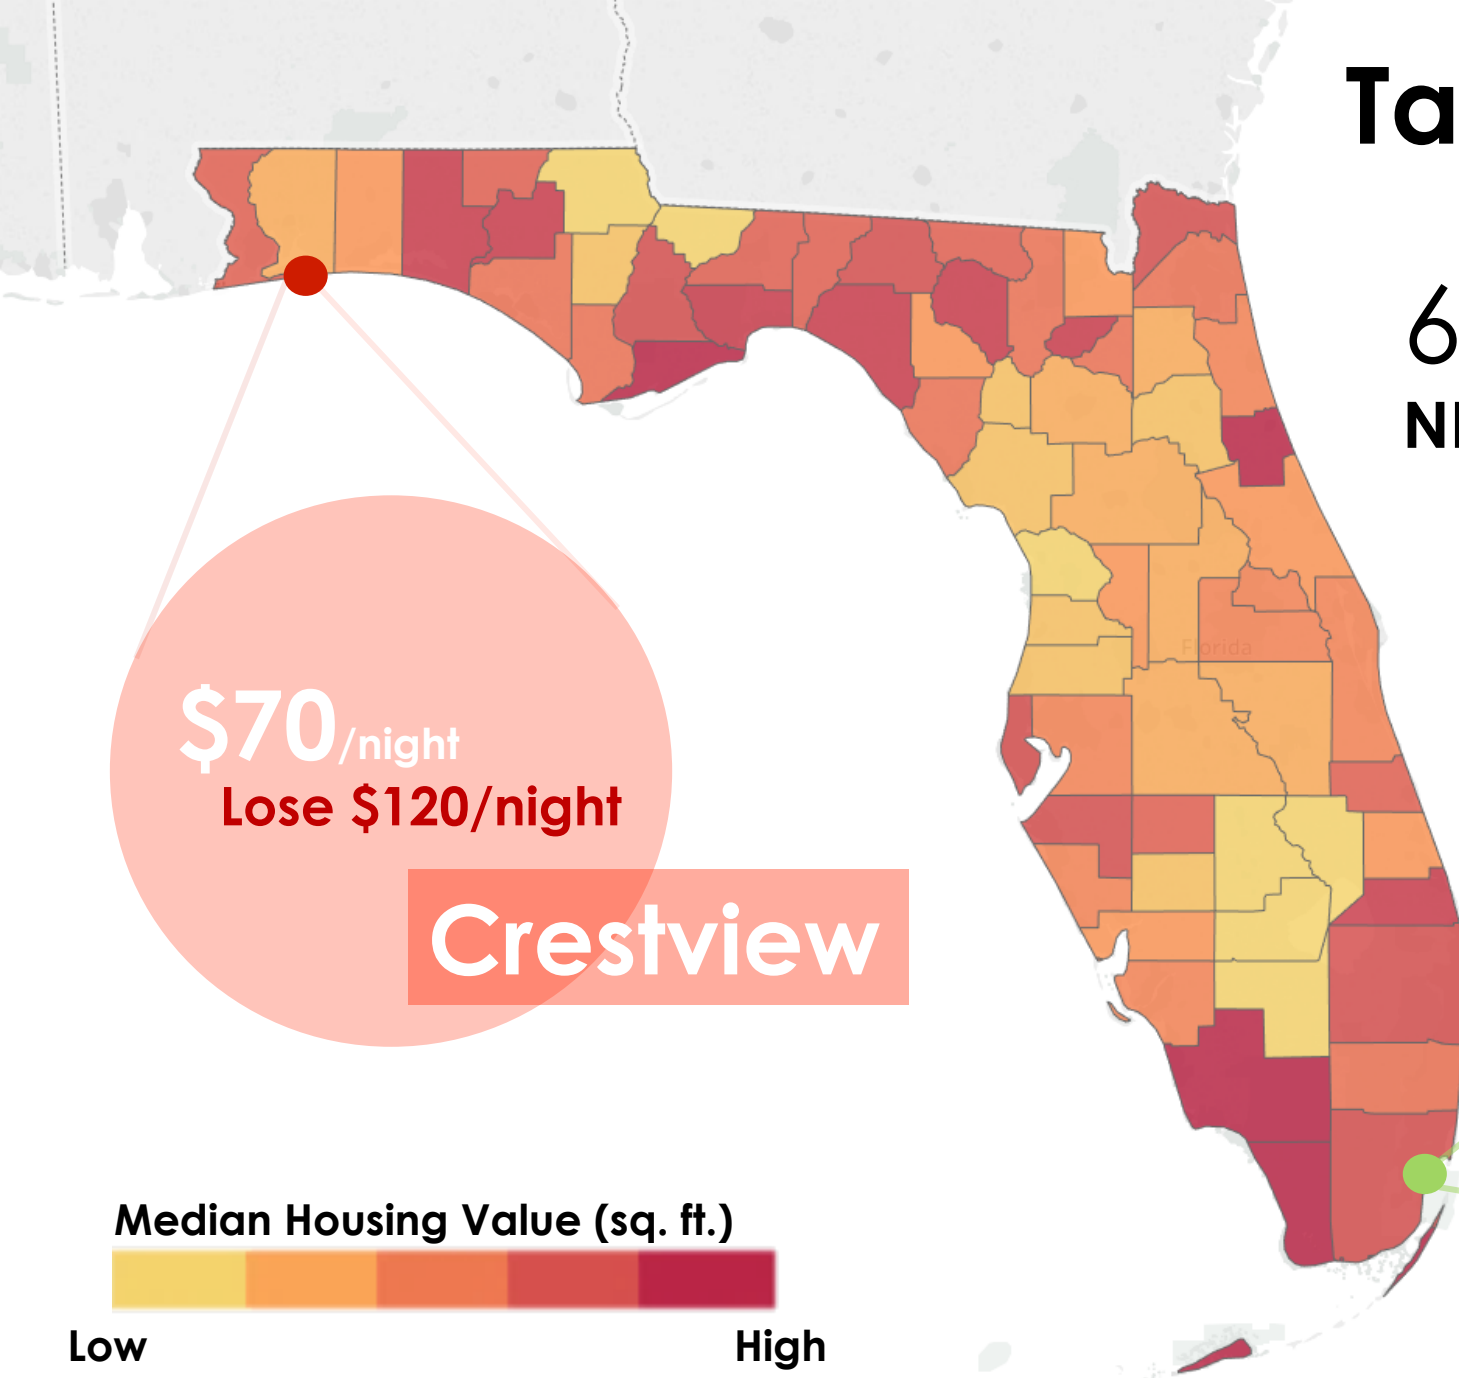 Ta
6
$70/night
Lose $120/night
Florida
Crestview
Median Housing Value (sq. ft.)
Low High